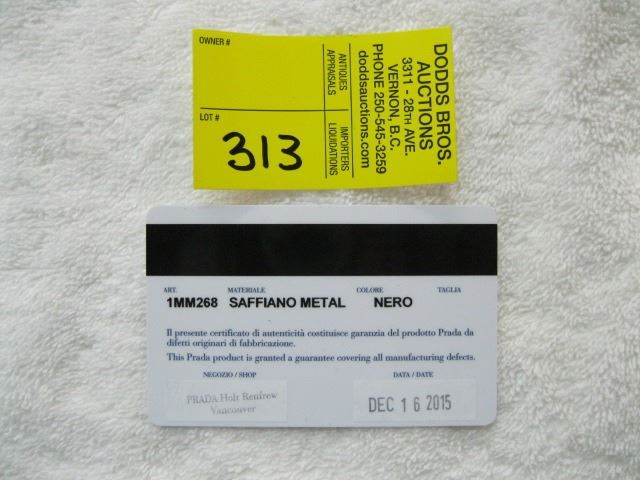 OWNER #
LOT #
313
ANTIQUES
APPRAISALS
IMPORTERS
LIQUIDATIONS
DODDS BROS.
AUCTIONS
3311 - 28TH AVE.
VERNON, B.C.
PHONE 250-545-3259
doddsauctions.com
ART. MATERIALE COLORE TAGLIA
1MM268 SAFFIANO METAL NERO
Il presente certificato di autenticità costituisce garanzia del prodotto Prada da
difetti originari di fabbricazione.
This Prada product is granted a guarantee covering all manufacturing defects.
NEGOZIO / SHOP DATA / DATE
PRADA Holt Renfrew
Vancouver
DEC 16 2015